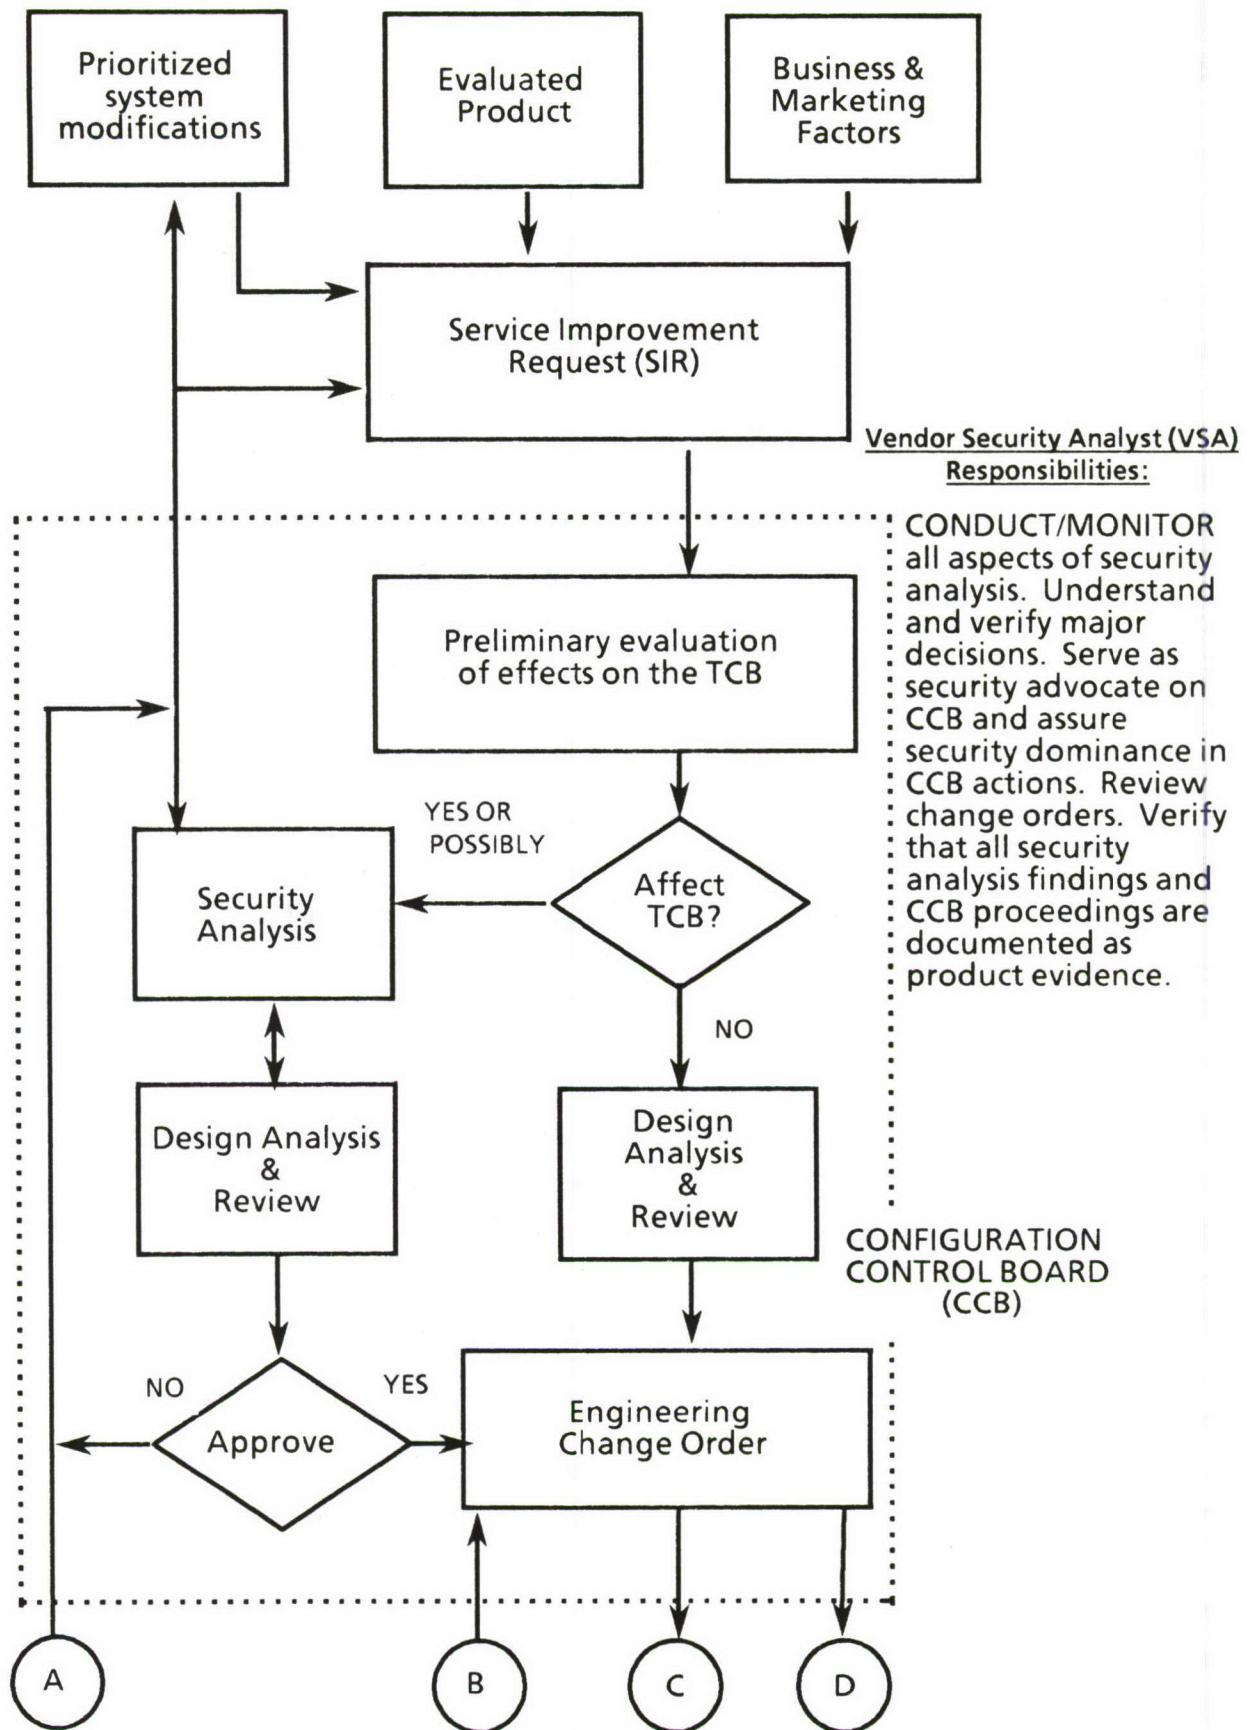 Prioritized
system
modifications
Evaluated
Product
Business &
Marketing
Factors
Service Improvement
Request (SIR)
Vendor Security Analyst (VSA)
Responsibilities:
CONDUCT/MONITOR
all aspects of security
analysis. Understand
and verify major
decisions. Serve as
security advocate on
CCB and assure
security dominance in
CCB actions. Review
change orders. Verify
that all security
analysis findings and
CCB proceedings are
documented as
product evidence.
Preliminary evaluation
of effects on the TCB
YES OR
POSSIBLY
Affect
TCB?
Security
Analysis
NO
Design Analysis
&
Review
Design
Analysis
&
Review
CONFIGURATION
CONTROL BOARD
(CCB)
NO
YES
Approve
Engineering
Change Order
A
B
C
D